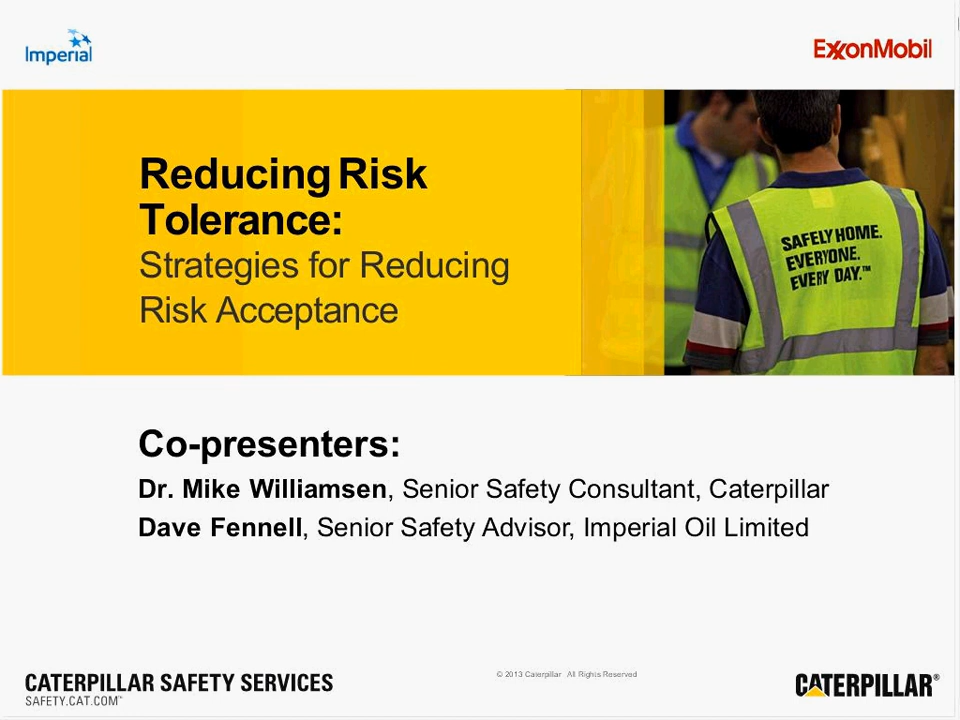 Imperial
ExxonMobil
Reducing Risk
Tolerance:
Strategies for Reducing
Risk Acceptance
SAFELY HOME.
EVERYONE.
EVERY DAY.™
Co-presenters:
Dr. Mike Williamsen, Senior Safety Consultant, Caterpillar
Dave Fennell, Senior Safety Advisor, Imperial Oil Limited
© 2013 Caterpillar All Rights Reserved
CATERPILLAR SAFETY SERVICES
SAFETY.CAT.COM™
CATERPILLAR®